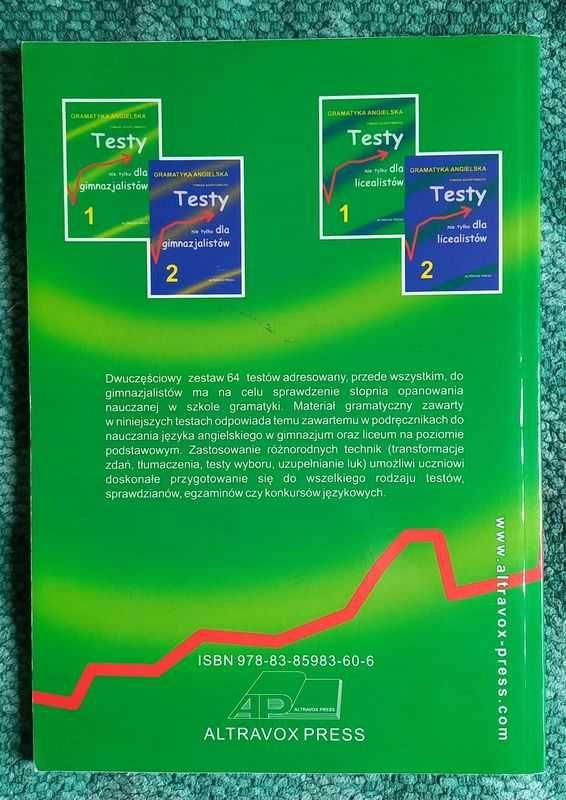 GRAMATYKA ANGIELSKA
Testy
nie tylko dla
gimnazjalistów
1
GRAMATYKA ANGIELSKA
Testy
nie tylko dla
gimnazjalistów
2
GRAMATYKA ANGIELSKA
Testy
nie tylko dla
licealistów
1
GRAMATYKA ANGIELSKA
Testy
nie tylko dla
licealistów
2
Dwuczęściowy zestaw 64 testów adresowany, przede wszystkim, do
gimnazjalistów ma na celu sprawdzenie stopnia opanowania
nauczanej w szkole gramatyki. Materiał gramatyczny zawarty
w niniejszych testach odpowiada temu zawartemu w podręcznikach do
nauczania języka angielskiego w gimnazjum oraz liceum na poziomie
podstawowym. Zastosowanie różnorodnych technik (transformacje
zdań, tłumaczenia, testy wyboru, uzupełnianie luk) umożliwi uczniowi
doskonałe przygotowanie się do wszelkiego rodzaju testów,
sprawdzianów, egzaminów czy konkursów językowych.
www.altravox-press.com
ISBN 978-83-85983-60-6
AP ALTRAVOX PRESS
ALTRAVOX PRESS